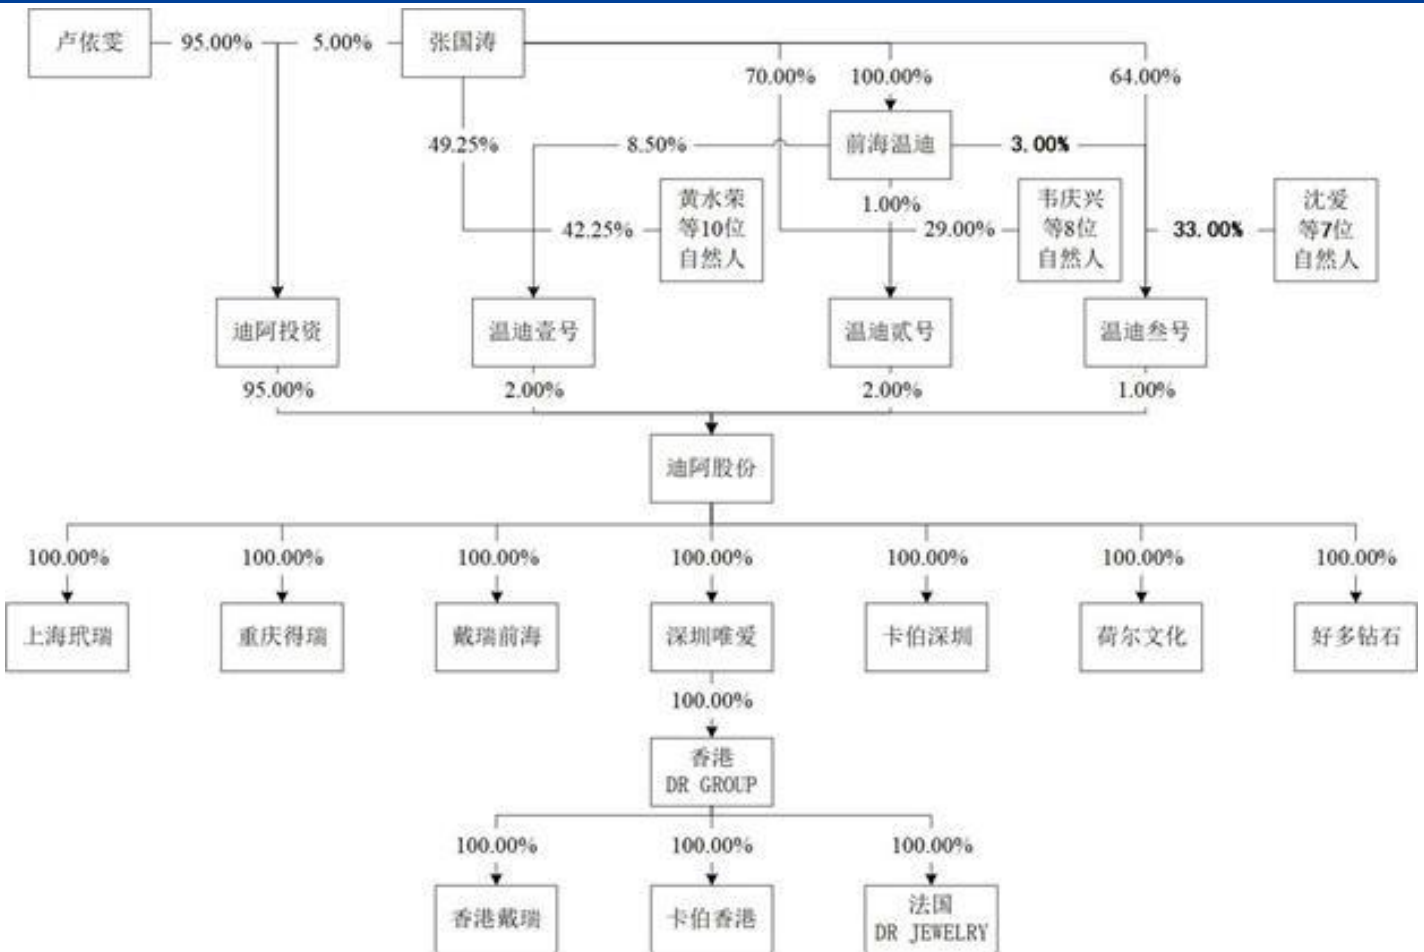 卢依雯
95.00%
5.00%
张国涛
70.00%
100.00%
64.00%
49.25%
8.50%
前海温迪
3.00%
黄水荣
等10位
自然人
42.25%
1.00%
韦庆兴
等8位
自然人
29.00%
沈爱
等7位
自然人
33.00%
迪阿投资
温迪壹号
温迪贰号
温迪叁号
95.00%
2.00%
2.00%
1.00%
迪阿股份
100.00%
100.00%
100.00%
100.00%
100.00%
100.00%
100.00%
上海玳瑞
重庆得瑞
戴瑞前海
深圳唯爱
卡伯深圳
荷尔文化
好多钻石
100.00%
香港
DR GROUP
100.00%
100.00%
100.00%
香港戴瑞
卡伯香港
法国
DR JEWELRY